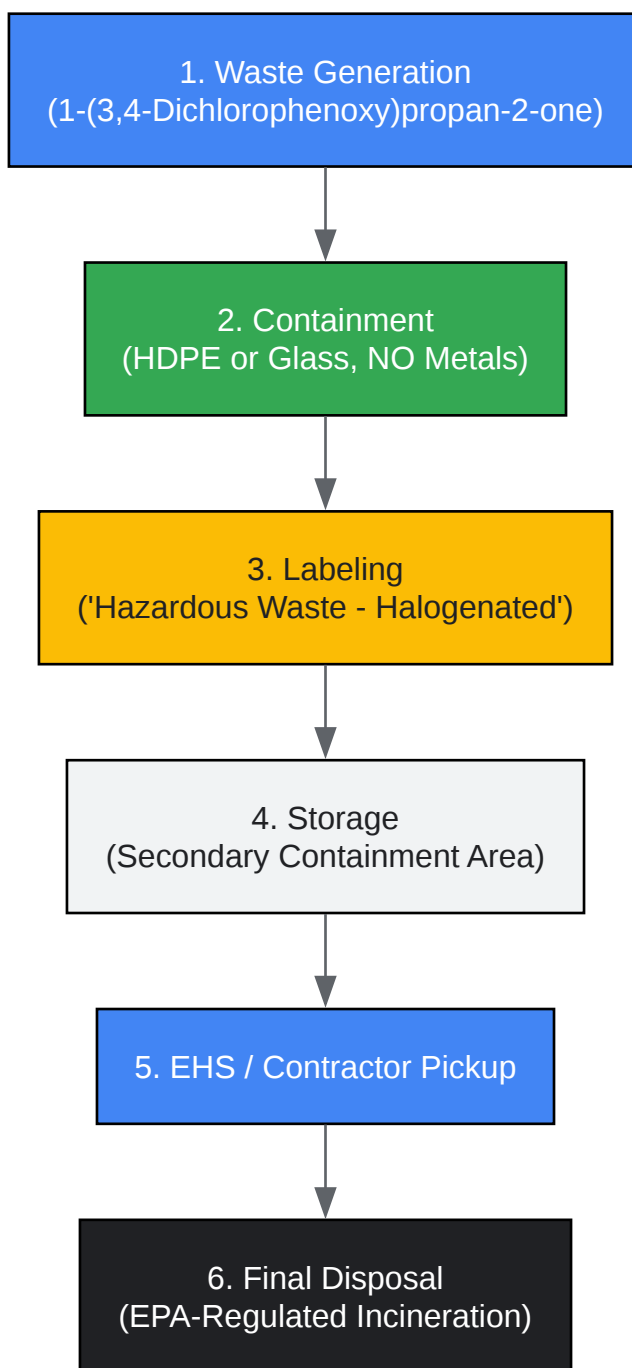 1. Waste Generation
(1-(3,4-Dichlorophenoxy)propan-2-one)
2. Containment
(HDPE or Glass, NO Metals)
3. Labeling
('Hazardous Waste - Halogenated')
4. Storage
(Secondary Containment Area)
5. EHS / Contractor Pickup
6. Final Disposal
(EPA-Regulated Incineration)